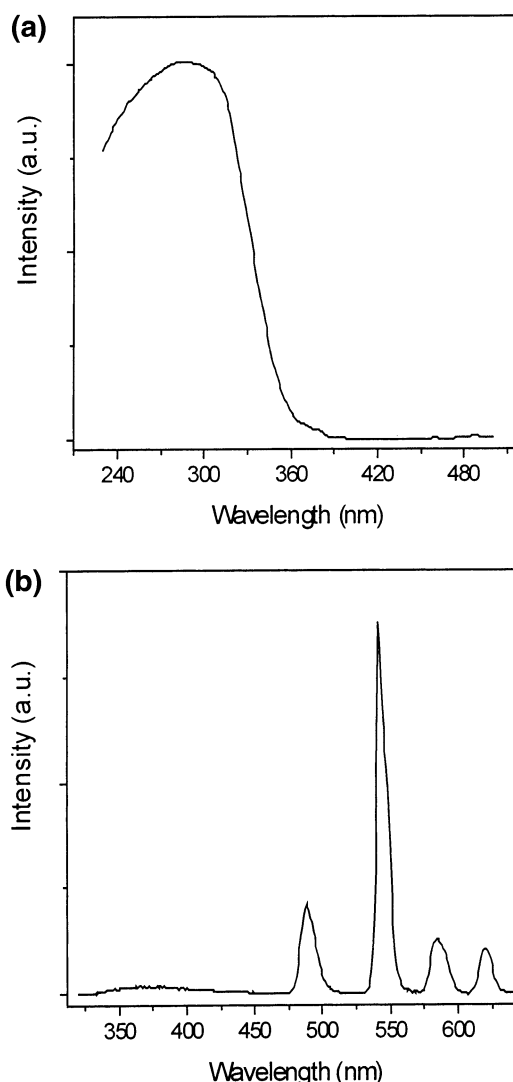 (a)
Intensity (a.u.)
240 300 360 420 480
Wavelength (nm)
(b)
Intensity (a.u.)
350 400 450 500 550 600
Wavelength (nm)